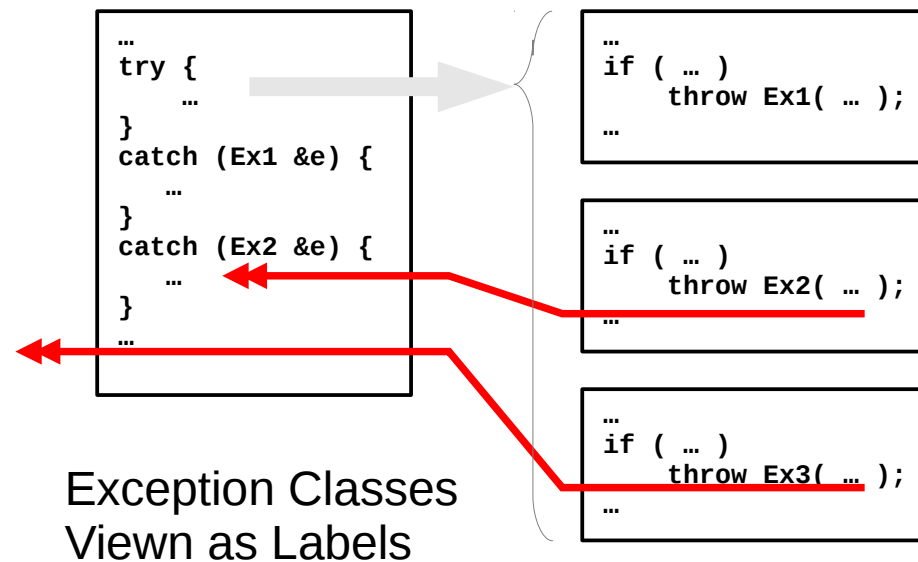 …
try {
…
}
catch (Ex1 &e) {
…
}
catch (Ex2 &e) {
…
}
…
…
if ( … )
throw Ex1( … );
…
…
if ( … )
throw Ex2( … );
…
…
if ( … )
throw Ex3( … );
…
Exception Classes
Viewn as Labels